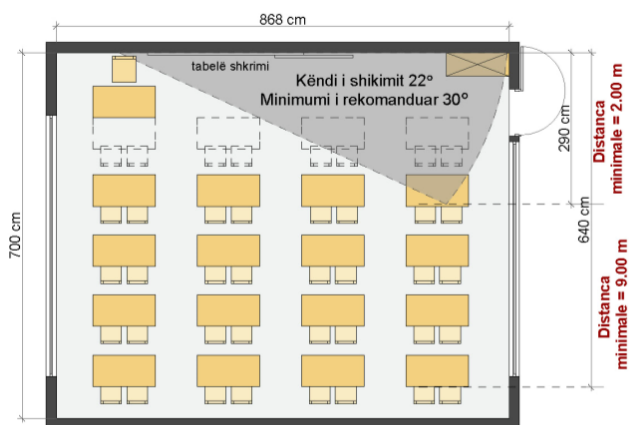 868 cm
tabelë shkrimi
Këndi i shikimit 22°
Minimumi i rekomanduar 30°
290 cm
Distanca
minimale = 2.00 m
700 cm
640 cm
Distanca
minimale = 9.00 m